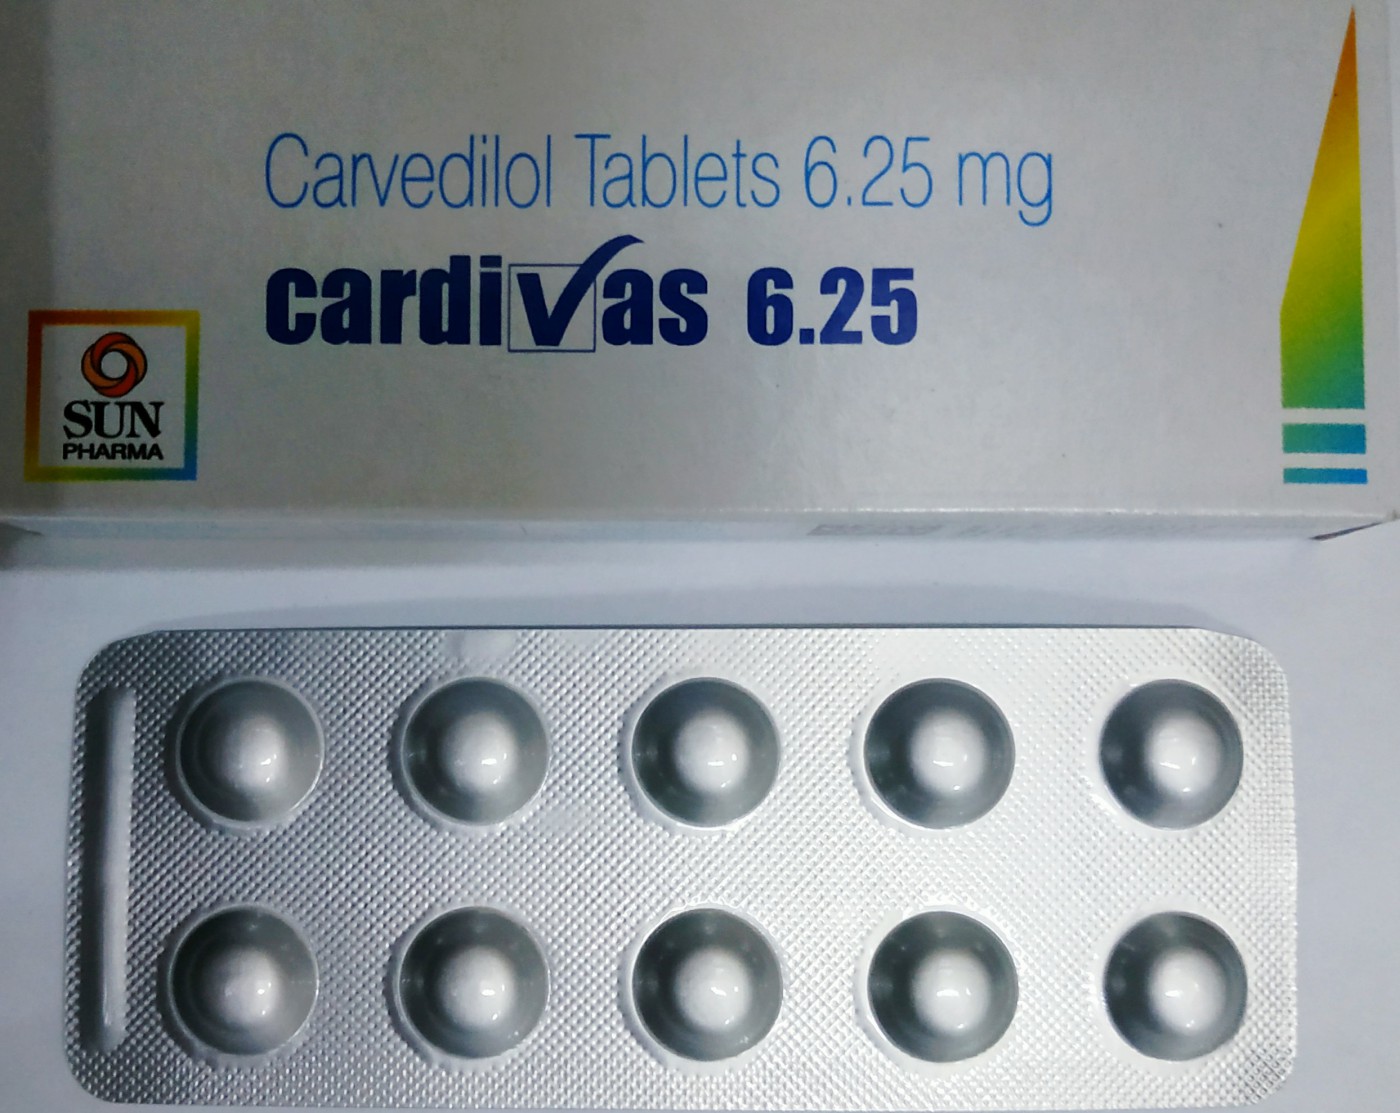 Carvedilol Tablets 6.25 mg
cardivas 6.25
SUN
PHARMA